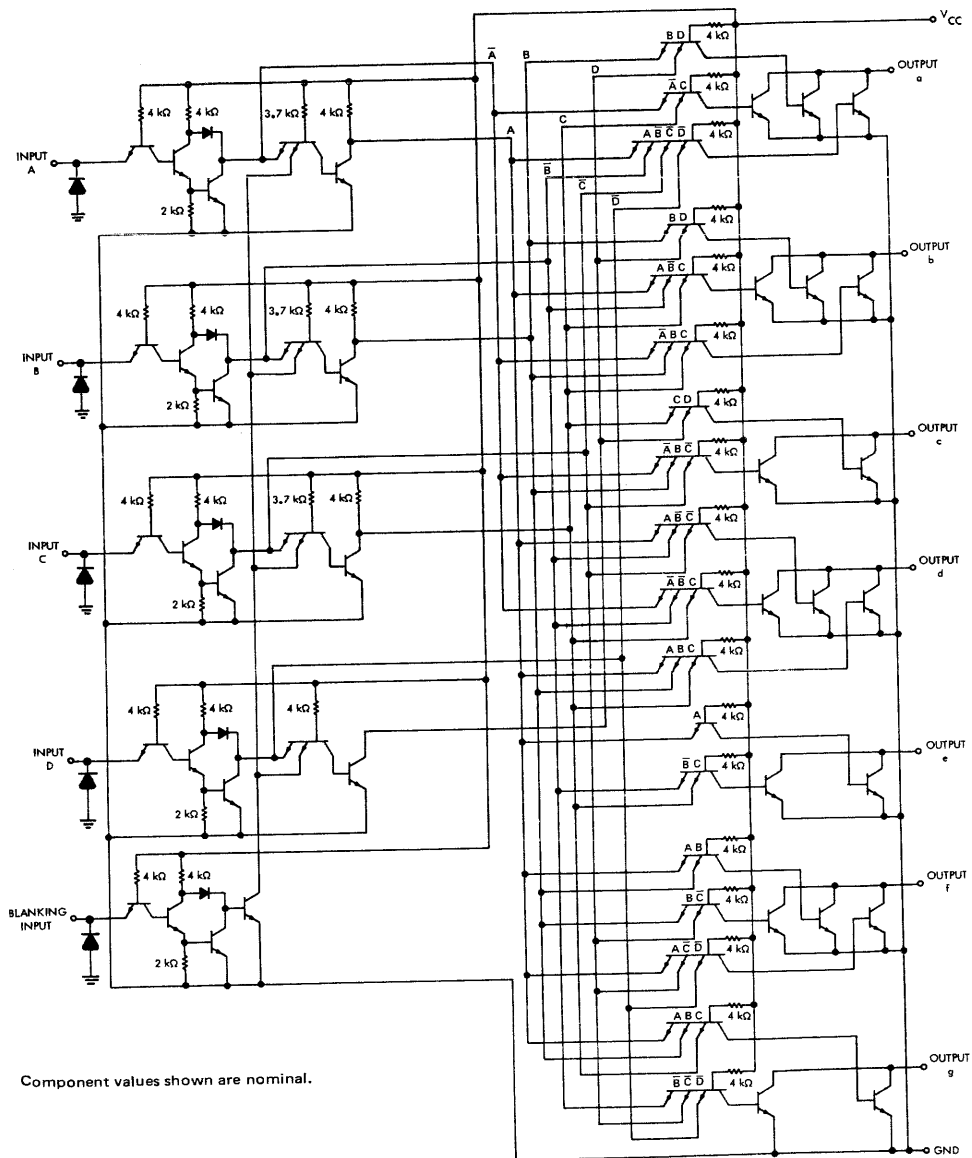 V CC
4 kΩ
B D
A̅
B
D
4 kΩ
A̅ C
OUTPUT a
4 kΩ
4 kΩ
3.7 kΩ
4 kΩ
C
A
4 kΩ
A B̅ C̅ D̅
INPUT A
B̅
C̅
D̅
2 kΩ
B D
4 kΩ
OUTPUT b
A B̅ C
4 kΩ
4 kΩ
4 kΩ
3.7 kΩ
4 kΩ
A̅ B C
4 kΩ
INPUT B
2 kΩ
C D
4 kΩ
OUTPUT c
A̅ B C̅
4 kΩ
4 kΩ
4 kΩ
3.7 kΩ
4 kΩ
A B̅ C̅
4 kΩ
INPUT C
OUTPUT d
A̅ B̅ C
4 kΩ
2 kΩ
A B C
4 kΩ
4 kΩ
4 kΩ
4 kΩ
A
4 kΩ
INPUT D
OUTPUT e
B̅ C
4 kΩ
2 kΩ
A B
4 kΩ
4 kΩ
4 kΩ
OUTPUT f
B C̅
4 kΩ
BLANKING INPUT
A C̅ D̅
4 kΩ
2 kΩ
A B C
4 kΩ
OUTPUT g
B̅ C̅ D̅
4 kΩ
Component values shown are nominal.
GND